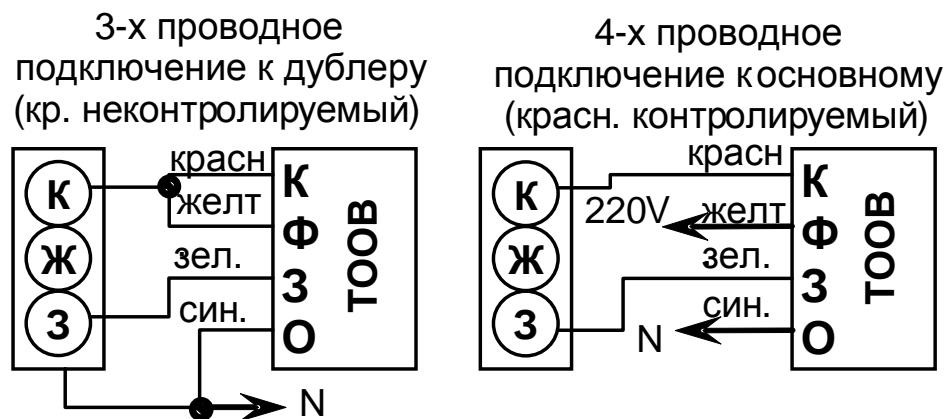 3-х проводное
подключение к дублеру
(кр. неконтролируемый)
К
Ж
З
красн
желт
зел.
син.
К
Ф
З
О
ТООВ
N
4-х проводное
подключение к основному
(красн. контролируемый)
К
Ж
З
красн
220V
желт
зел.
син.
N
К
Ф
З
О
ТООВ